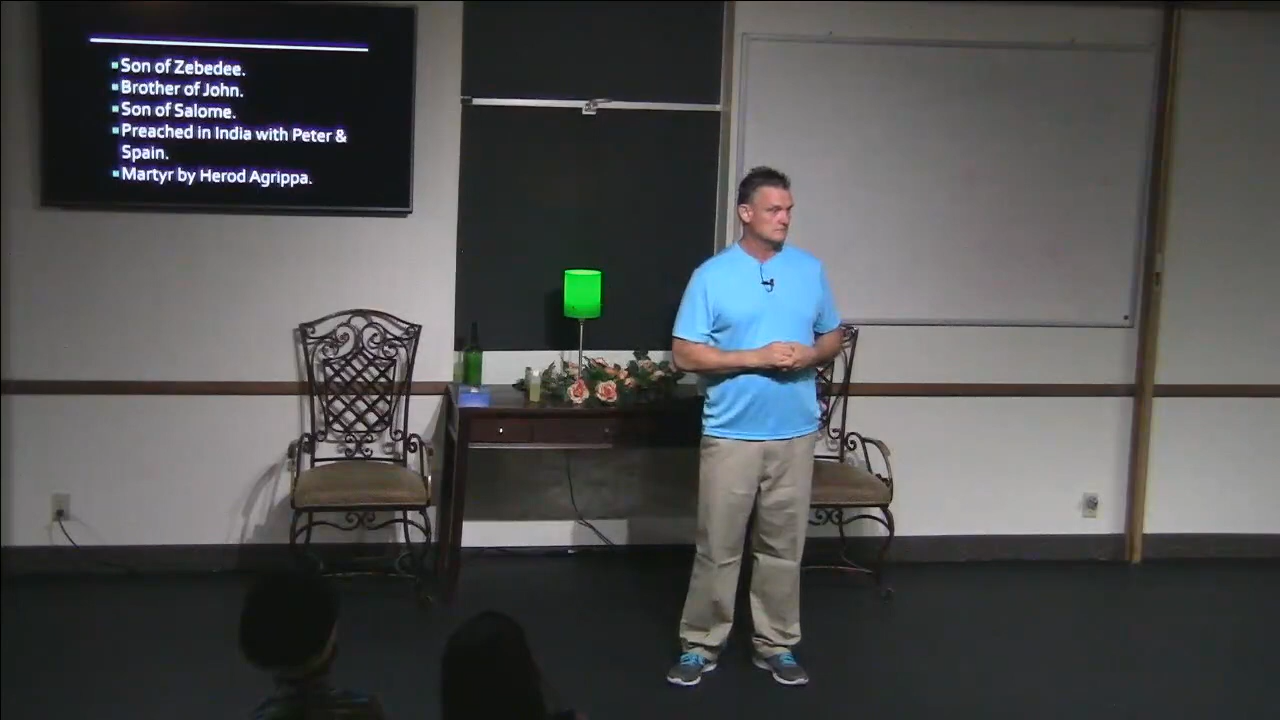 Son of Zebedee.
Brother of John.
Son of Salome.
Preached in India with Peter &
Spain.
Martyr by Herod Agrippa.